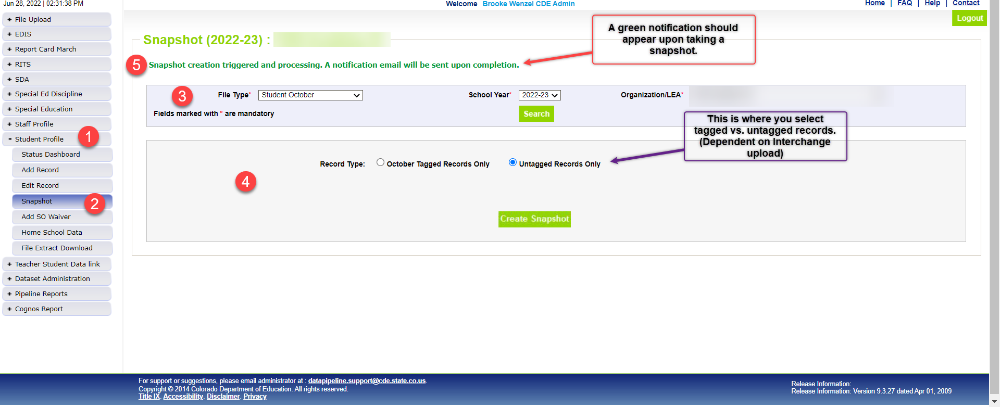 Jun 28, 2022 | 02:31:38 PM
Welcome Brooke Wenzel CDE Admin
Home | FAQ | Help | Contact
Logout
+ File Upload
+ EDIS
+ Report Card March
+ RITS
+ SDA
+ Special Ed Discipline
+ Special Education
+ Staff Profile
- Student Profile
1
Status Dashboard
Add Record
Edit Record
Snapshot
2
Add SO Waiver
Home School Data
File Extract Download
+ Teacher Student Data link
+ Dataset Administration
+ Pipeline Reports
+ Cognos Report
Snapshot (2022-23) :
A green notification should
appear upon taking a
snapshot.
5
Snapshot creation triggered and processing. A notification email will be sent upon completion.
3
File Type* Student October
School Year* 2022-23
Organization/LEA*
Fields marked with * are mandatory
Search
This is where you select
tagged vs. untagged records.
(Dependent on Interchange
upload)
Record Type: October Tagged Records Only Untagged Records Only
4
Create Snapshot
For support or suggestions, please email administrator at : datapipeline.support@cde.state.co.us.
Copyright © 2014 Colorado Department of Education. All rights reserved.
Title IX. Accessibility. Disclaimer. Privacy
Release Information:
Release Information: Version 9.3.27 dated Apr 01, 2009